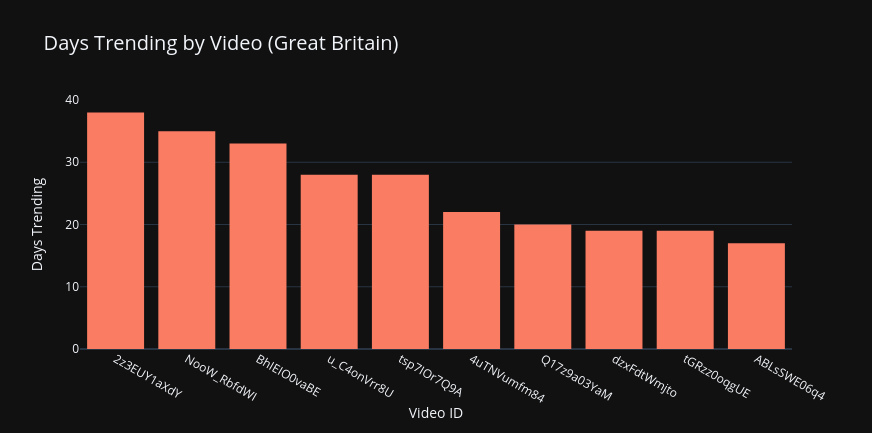 Days Trending by Video (Great Britain)
40
30
20
10
0
Days Trending
2z3EUY1aXdY
NooW_RbfdWI
BhIEIO0vaBE
u_C4onVrr8U
tsp7IOr7Q9A
4uTNVumfm84
Q17z9a03YaM
dzxFdtWmjto
tGRzz0oqgUE
ABLsSWE06q4
Video ID